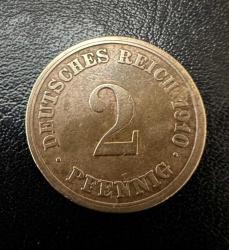 DEUTSCHES REICH 1910
2
PFENNIG